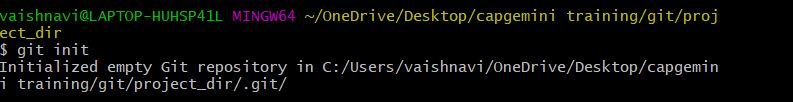 vaishnavi@LAPTOP-HUHSP41L MINGW64 ~/OneDrive/Desktop/capgemini training/git/proj
ect_dir
$ git init
Initialized empty Git repository in C:/Users/vaishnavi/OneDrive/Desktop/capgemin
i training/git/project_dir/.git/